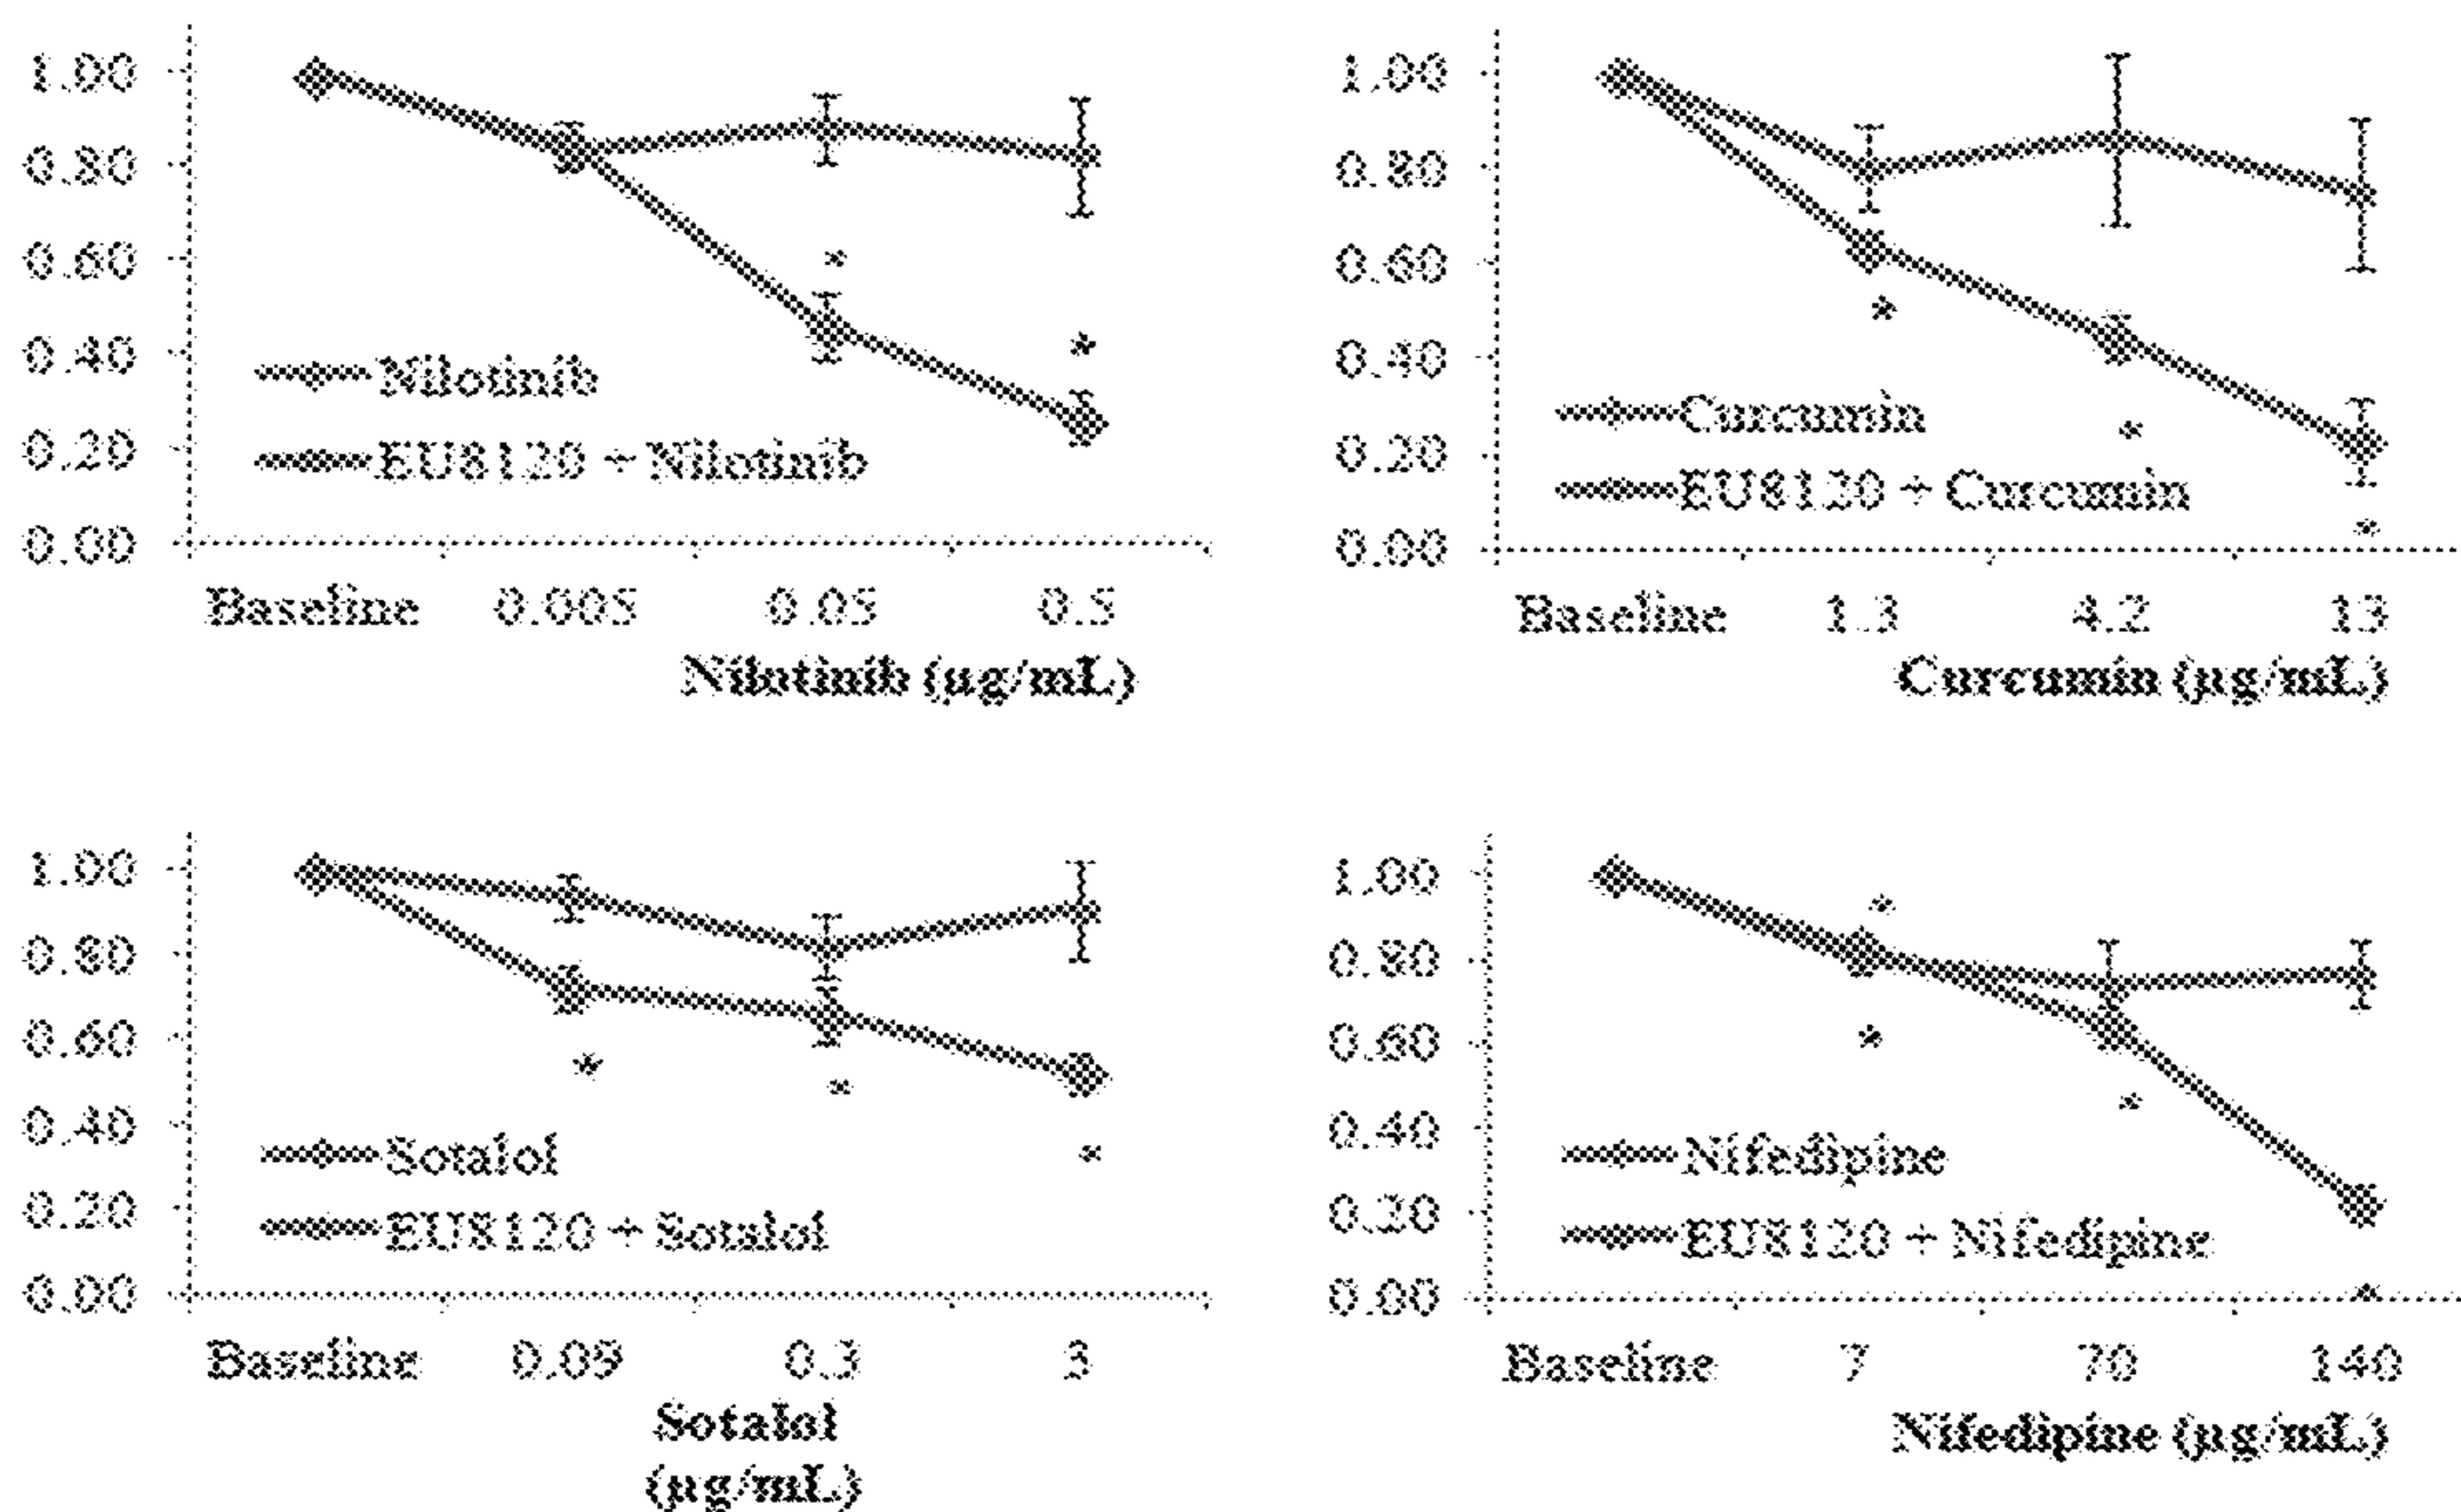 1.00
0.80
0.60
0.40
0.20
0.00
Nilotinib
EU8120 + Nilotinib
*
*
Baseline 0.005 0.05 0.5
Nilotinib (µg/mL)
1.00
0.80
0.60
0.40
0.20
0.00
*
*
*
Curcumin
EU8120 + Curcumin
Baseline 1.3 4.2 13
Curcumin (µg/mL)
1.00
0.80
0.60
0.40
0.20
0.00
*
*
*
Sotalol
EU8120 + Sotalol
Baseline 0.09 0.3 3
Sotalol
(µg/mL)
1.00
0.80
0.60
0.40
0.20
0.00
*
*
*
*
Nifedipine
EU8120 + Nifedipine
Baseline 7 70 140
Nifedipine (µg/mL)